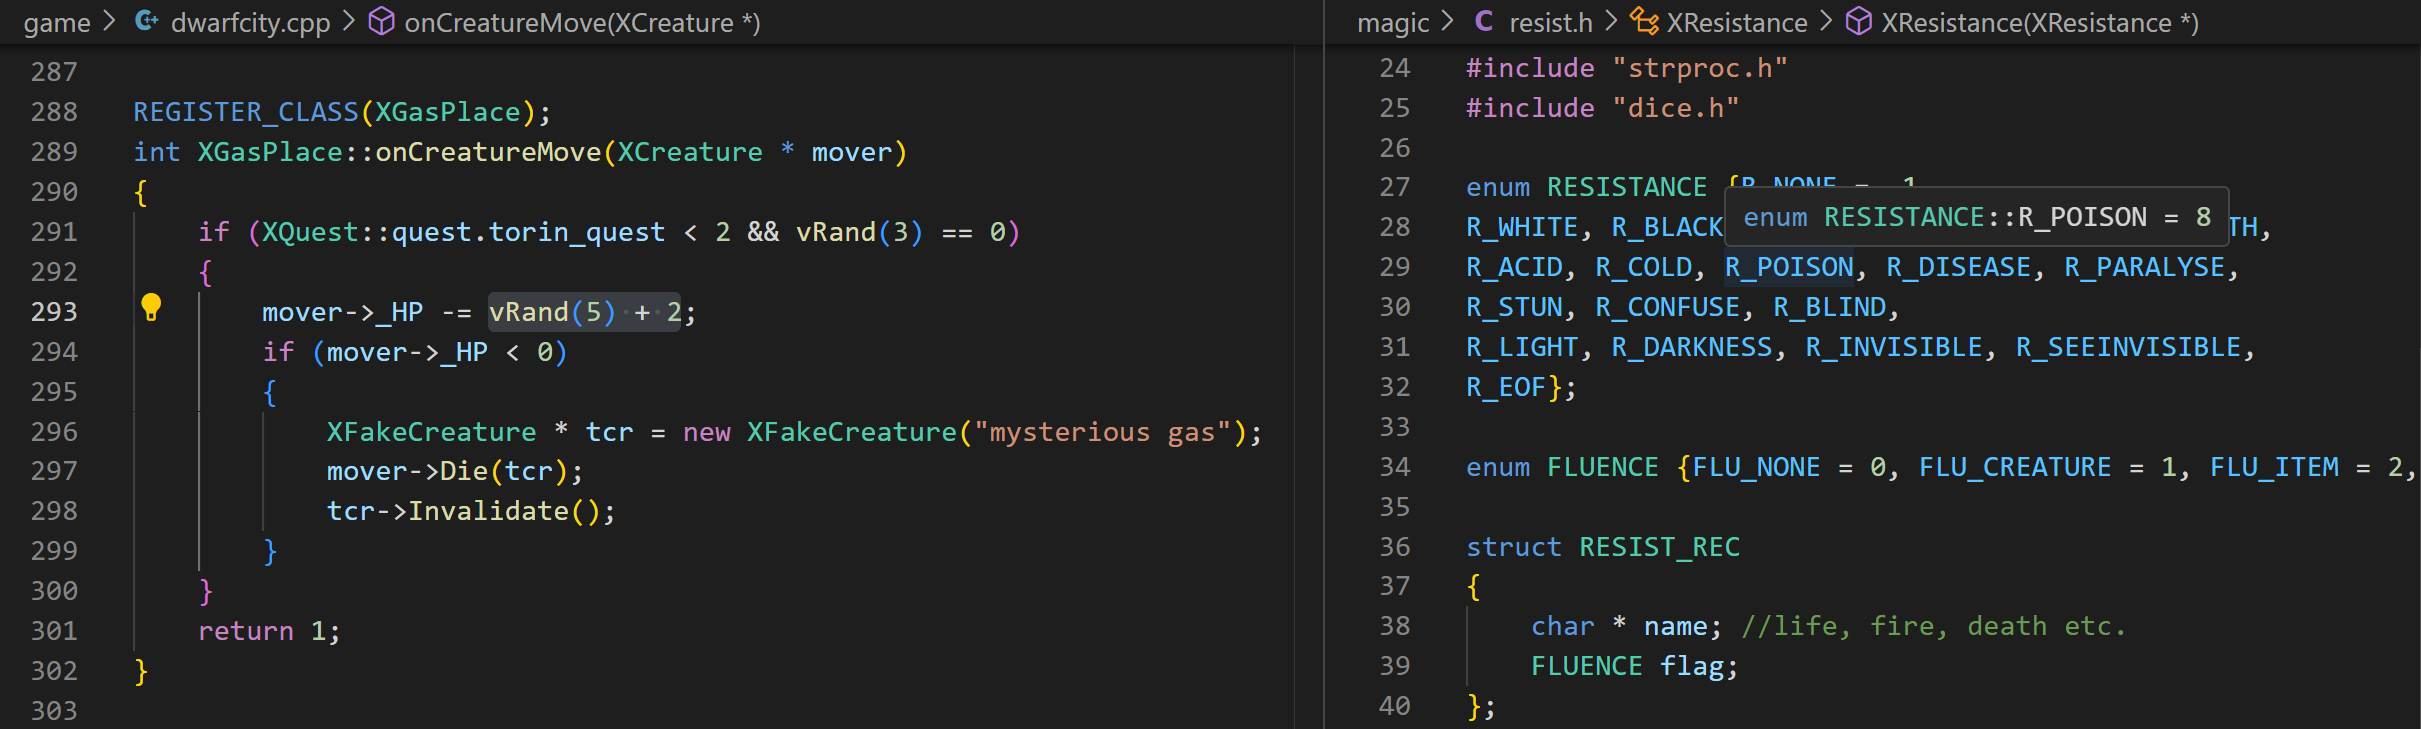 game > dwarfcity.cpp > onCreatureMove(XCreature *)
287
288 REGISTER_CLASS(XGasPlace);
289 int XGasPlace::onCreatureMove(XCreature * mover)
290 {
291 if (XQuest::quest.torin_quest < 2 && vRand(3) == 0)
292 {
293 mover->_HP -= vRand(5) + 2;
294 if (mover->_HP < 0)
295 {
296 XFakeCreature * tcr = new XFakeCreature("mysterious gas");
297 mover->Die(tcr);
298 tcr->Invalidate();
299 }
300 }
301 return 1;
302 }
303
magic > C resist.h > XResistance > XResistance(XResistance *)
24 #include "strproc.h"
25 #include "dice.h"
26
27 enum RESISTANCE {R_NONE = -1
enum RESISTANCE::R_POISON = 8
28 R_WHITE, R_BLACK TH,
29 R_ACID, R_COLD, R_POISON, R_DISEASE, R_PARALYSE,
30 R_STUN, R_CONFUSE, R_BLIND,
31 R_LIGHT, R_DARKNESS, R_INVISIBLE, R_SEEINVISIBLE,
32 R_EOF};
33
34 enum FLUENCE {FLU_NONE = 0, FLU_CREATURE = 1, FLU_ITEM = 2,
35
36 struct RESIST_REC
37 {
38 char * name; //life, fire, death etc.
39 FLUENCE flag;
40 };